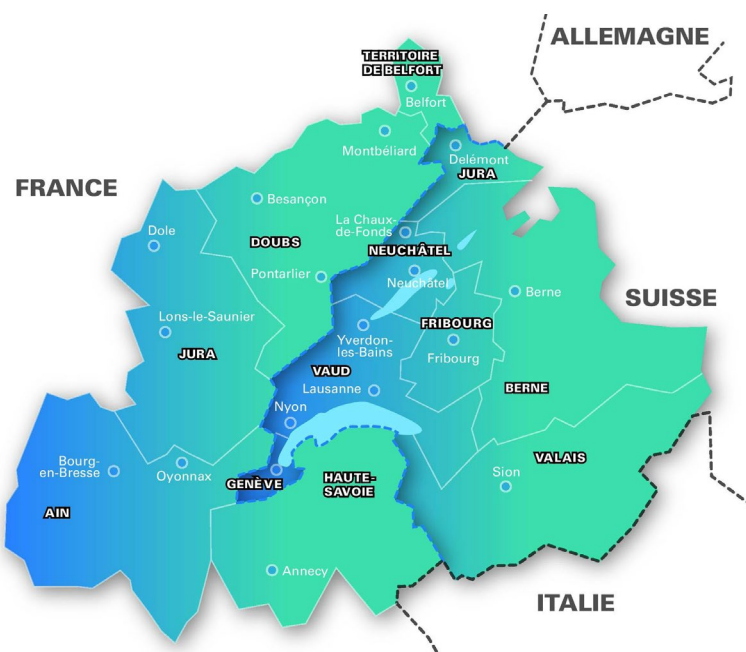 ALLEMAGNE
TERRITOIRE
DE BELFORT
Belfort
Montbéliard
Delémont
JURA
FRANCE
Besançon
La Chaux-
de-Fonds
Dole
DOUBS
NEUCHÂTEL
Pontarlier
Neuchâtel
Berne
SUISSE
Lons-le-Saunier
FRIBOURG
Yverdon-
les-Bains
JURA
Fribourg
VAUD
Lausanne
BERNE
Nyon
Bourg-
en-Bresse
Oyonnax
GENÈVE
HAUTE-
SAVOIE
VALAIS
Sion
AIN
Annecy
ITALIE